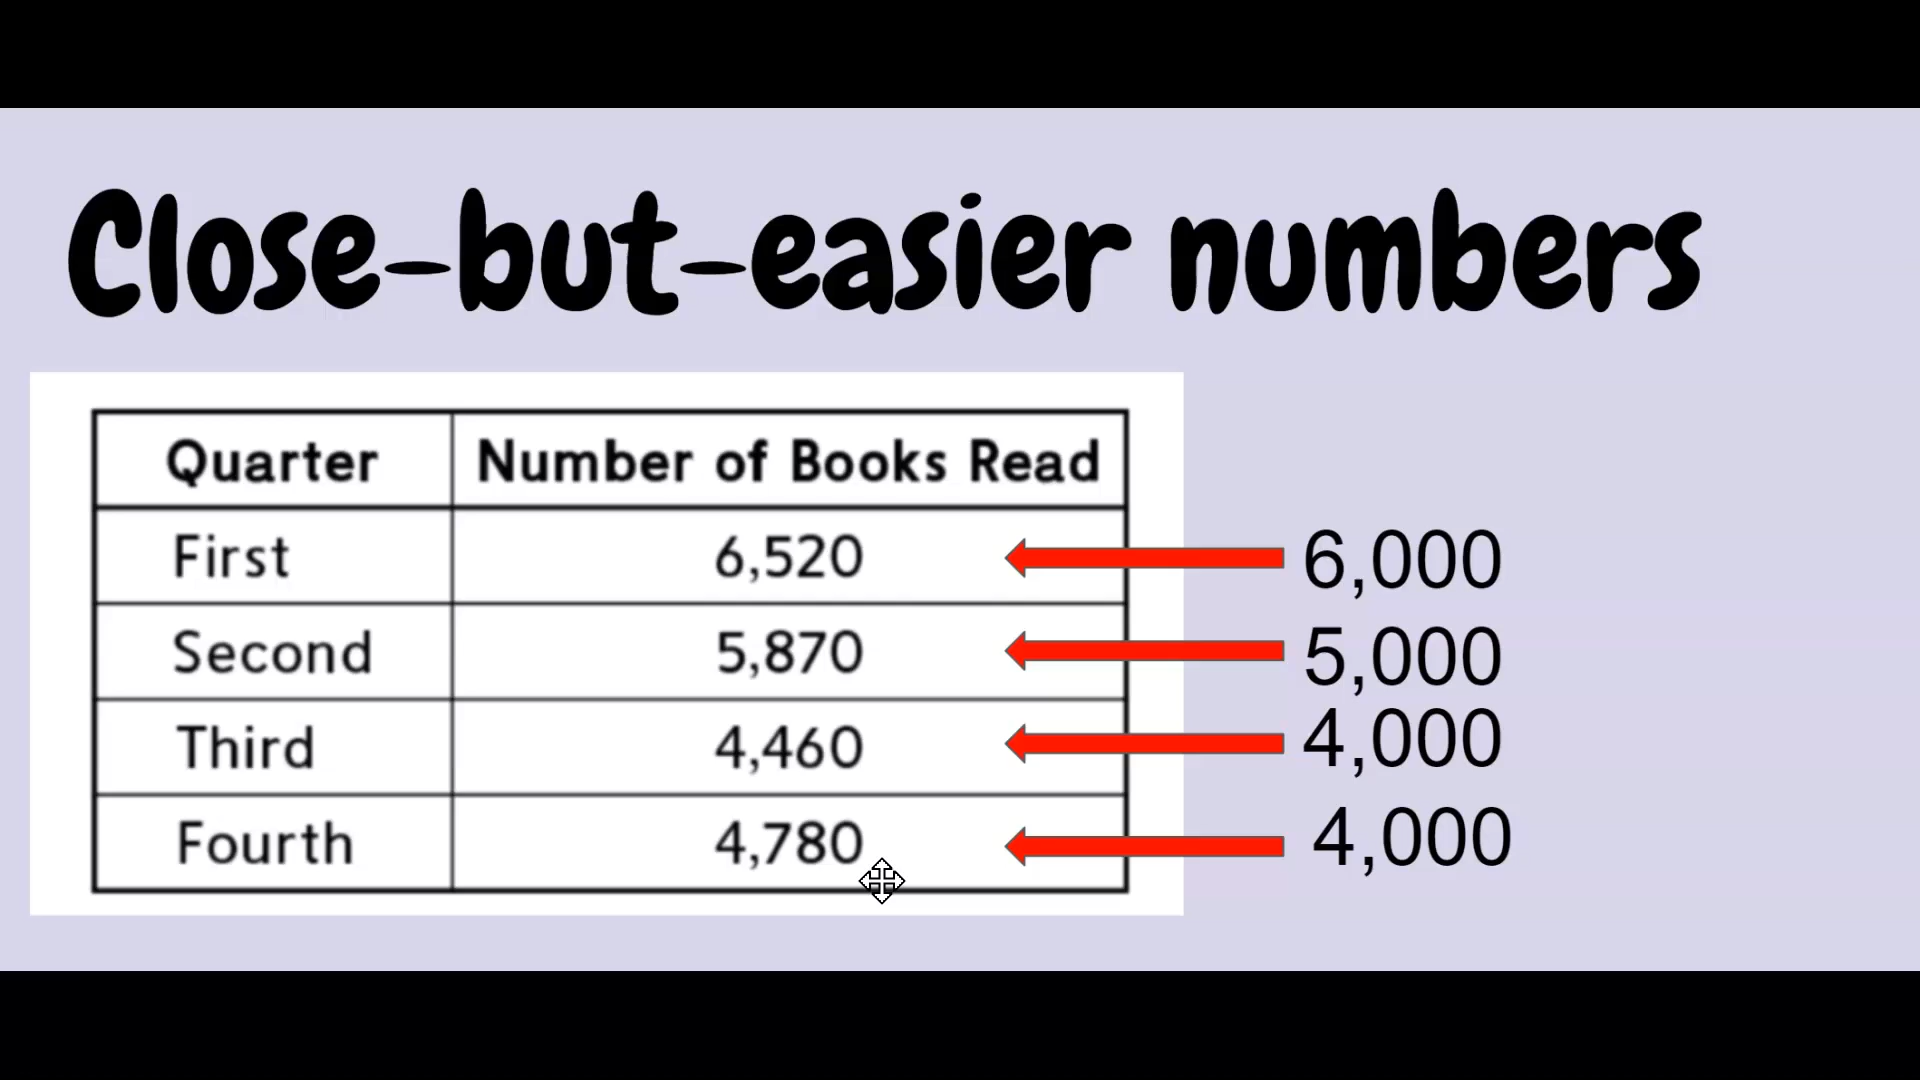 Close-but-easier numbers
Quarter Number of Books Read
First 6,520 6,000
Second 5,870 5,000
Third 4,460 4,000
Fourth 4,780 4,000